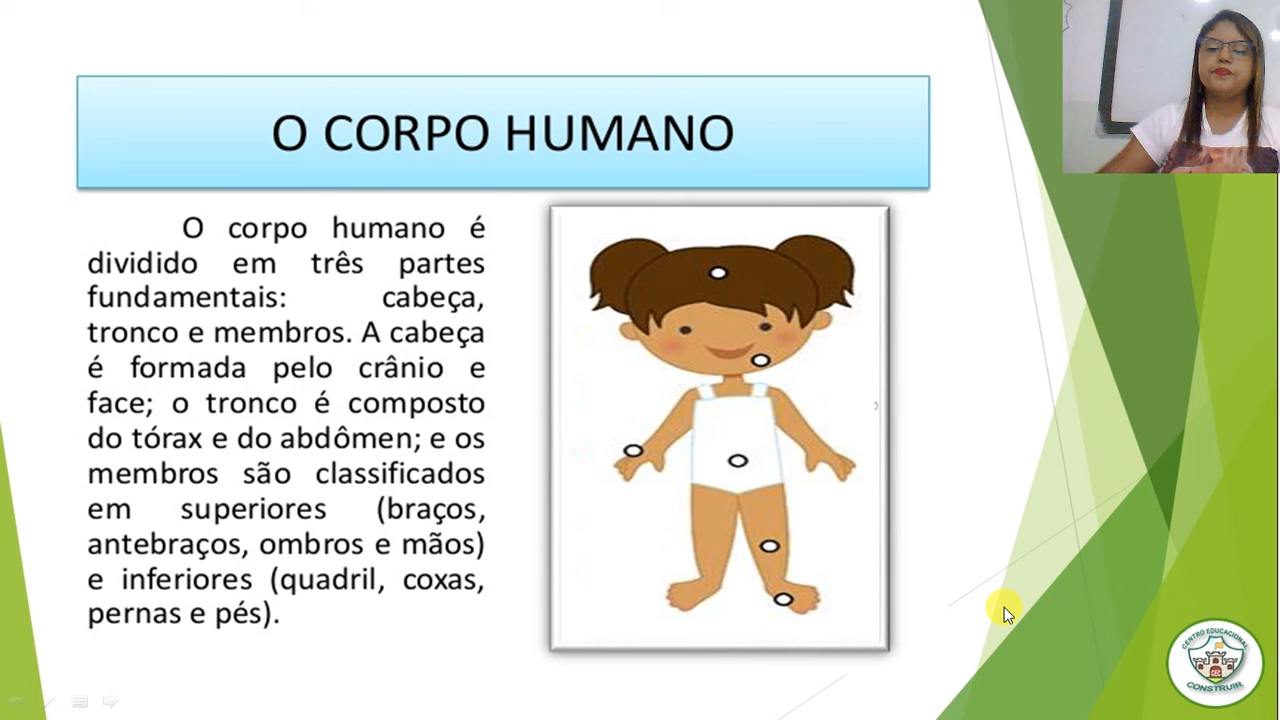 O CORPO HUMANO
O corpo humano é
dividido em três partes
fundamentais: cabeça,
tronco e membros. A cabeça
é formada pelo crânio e
face; o tronco é composto
do tórax e do abdômen; e os
membros são classificados
em superiores (braços,
antebraços, ombros e mãos)
e inferiores (quadril, coxas,
pernas e pés).
CENTRO EDUCACIONAL
CONSTRUIR